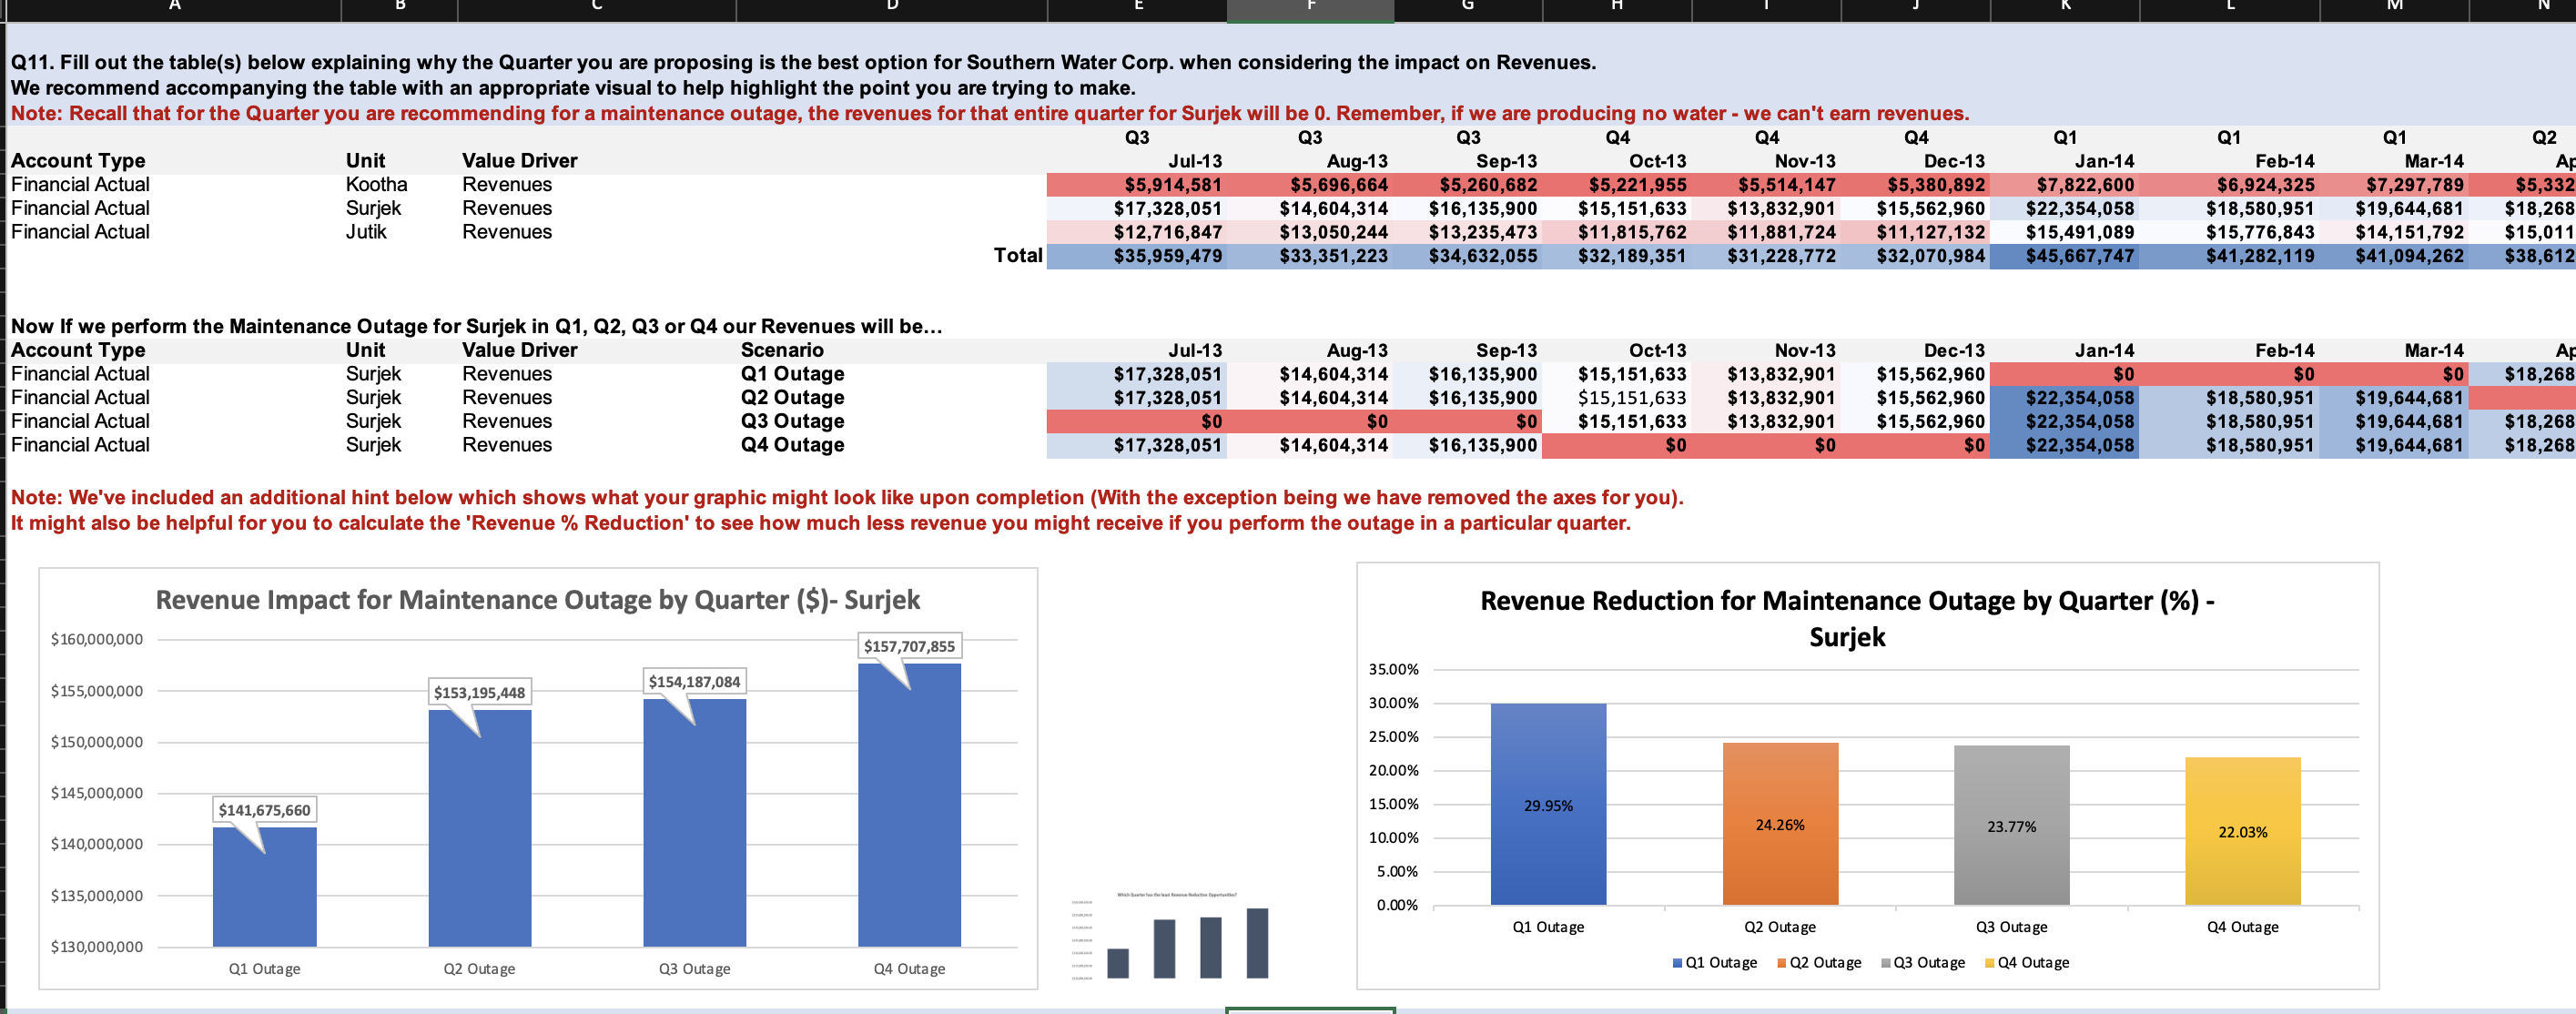 A B C D E F G H I J K L M N
Q11. Fill out the table(s) below explaining why the Quarter you are proposing is the best option for Southern Water Corp. when considering the impact on Revenues.
We recommend accompanying the table with an appropriate visual to help highlight the point you are trying to make.
Note: Recall that for the Quarter you are recommending for a maintenance outage, the revenues for that entire quarter for Surjek will be 0. Remember, if we are producing no water - we can't earn revenues.
Q3 Q3 Q3 Q4 Q4 Q4 Q1 Q1 Q1 Q2
Account Type Unit Value Driver Jul-13 Aug-13 Sep-13 Oct-13 Nov-13 Dec-13 Jan-14 Feb-14 Mar-14 Ap
Financial Actual Kootha Revenues $5,914,581 $5,696,664 $5,260,682 $5,221,955 $5,514,147 $5,380,892 $7,822,600 $6,924,325 $7,297,789 $5,332
Financial Actual Surjek Revenues $17,328,051 $14,604,314 $16,135,900 $15,151,633 $13,832,901 $15,562,960 $22,354,058 $18,580,951 $19,644,681 $18,268
Financial Actual Jutik Revenues $12,716,847 $13,050,244 $13,235,473 $11,815,762 $11,881,724 $11,127,132 $15,491,089 $15,776,843 $14,151,792 $15,011
Total $35,959,479 $33,351,223 $34,632,055 $32,189,351 $31,228,772 $32,070,984 $45,667,747 $41,282,119 $41,094,262 $38,612
Now If we perform the Maintenance Outage for Surjek in Q1, Q2, Q3 or Q4 our Revenues will be...
Account Type Unit Value Driver Scenario Jul-13 Aug-13 Sep-13 Oct-13 Nov-13 Dec-13 Jan-14 Feb-14 Mar-14 Ap
Financial Actual Surjek Revenues Q1 Outage $17,328,051 $14,604,314 $16,135,900 $15,151,633 $13,832,901 $15,562,960 $0 $0 $0 $18,268
Financial Actual Surjek Revenues Q2 Outage $17,328,051 $14,604,314 $16,135,900 $15,151,633 $13,832,901 $15,562,960 $22,354,058 $18,580,951 $19,644,681
Financial Actual Surjek Revenues Q3 Outage $0 $0 $0 $15,151,633 $13,832,901 $15,562,960 $22,354,058 $18,580,951 $19,644,681 $18,268
Financial Actual Surjek Revenues Q4 Outage $17,328,051 $14,604,314 $16,135,900 $0 $0 $0 $22,354,058 $18,580,951 $19,644,681 $18,268
Note: We've included an additional hint below which shows what your graphic might look like upon completion (With the exception being we have removed the axes for you).
It might also be helpful for you to calculate the 'Revenue % Reduction' to see how much less revenue you might receive if you perform the outage in a particular quarter.
Revenue Impact for Maintenance Outage by Quarter ($)- Surjek
$160,000,000
$155,000,000
$150,000,000
$145,000,000
$140,000,000
$135,000,000
$130,000,000
$141,675,660
$153,195,448
$154,187,084
$157,707,855
Q1 Outage Q2 Outage Q3 Outage Q4 Outage
Which Quarter has the least Revenue Reduction Opportunities?
Revenue Reduction for Maintenance Outage by Quarter (%) -
Surjek
35.00%
30.00%
25.00%
20.00%
15.00%
10.00%
5.00%
0.00%
29.95%
24.26%
23.77%
22.03%
Q1 Outage Q2 Outage Q3 Outage Q4 Outage
Q1 Outage Q2 Outage Q3 Outage Q4 Outage